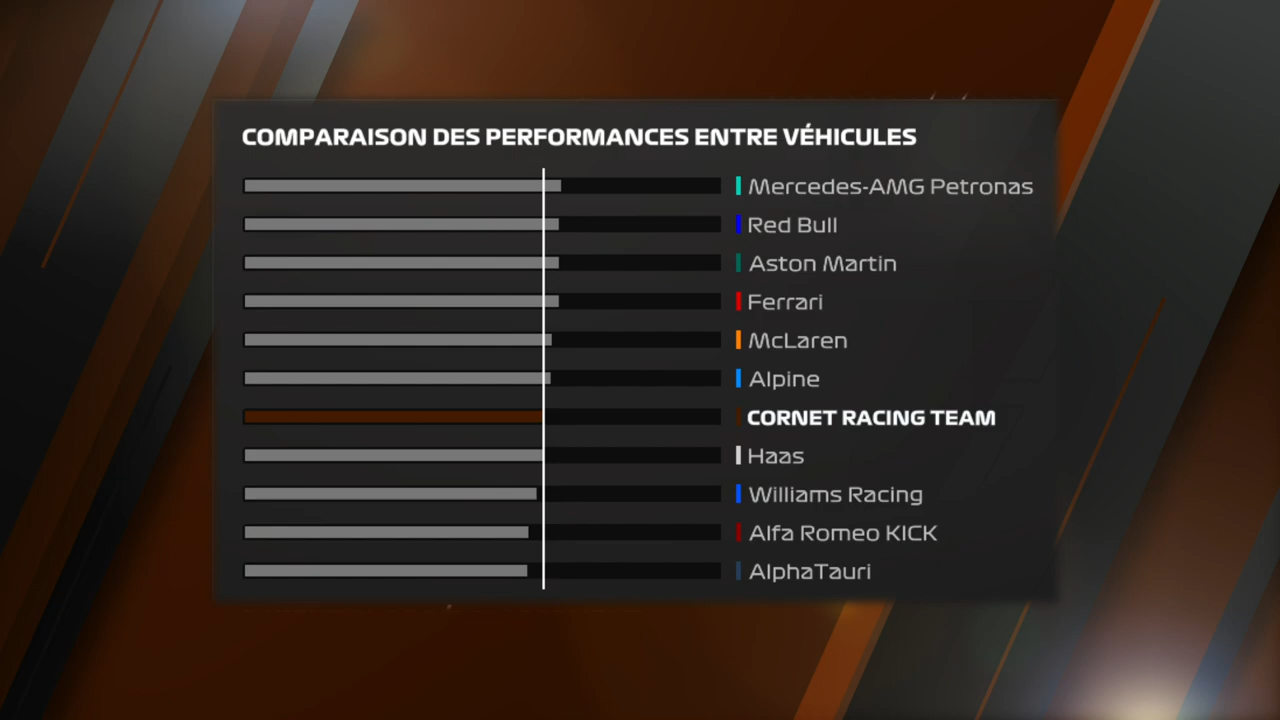 COMPARAISON DES PERFORMANCES ENTRE VÉHICULES
Mercedes-AMG Petronas
Red Bull
Aston Martin
Ferrari
McLaren
Alpine
CORNET RACING TEAM
Haas
Williams Racing
Alfa Romeo KICK
AlphaTauri